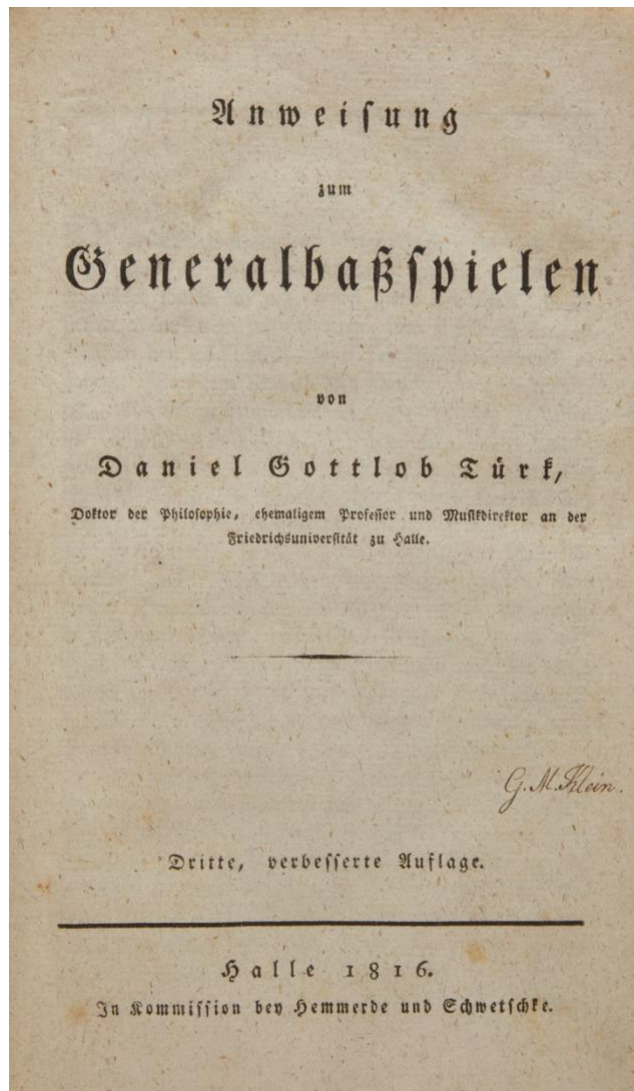 Anweisung
zum
Generalbaßspielen
von
Daniel Gottlob Türk,
Doktor der Philosophie, ehemaligem Professor und Musikdirektor an der
Friedrichsuniversität zu Halle.
G. M. Klein.
Dritte, verbesserte Auflage.
Halle 1816.
In Kommission bey Hemmerde und Schwetschke.